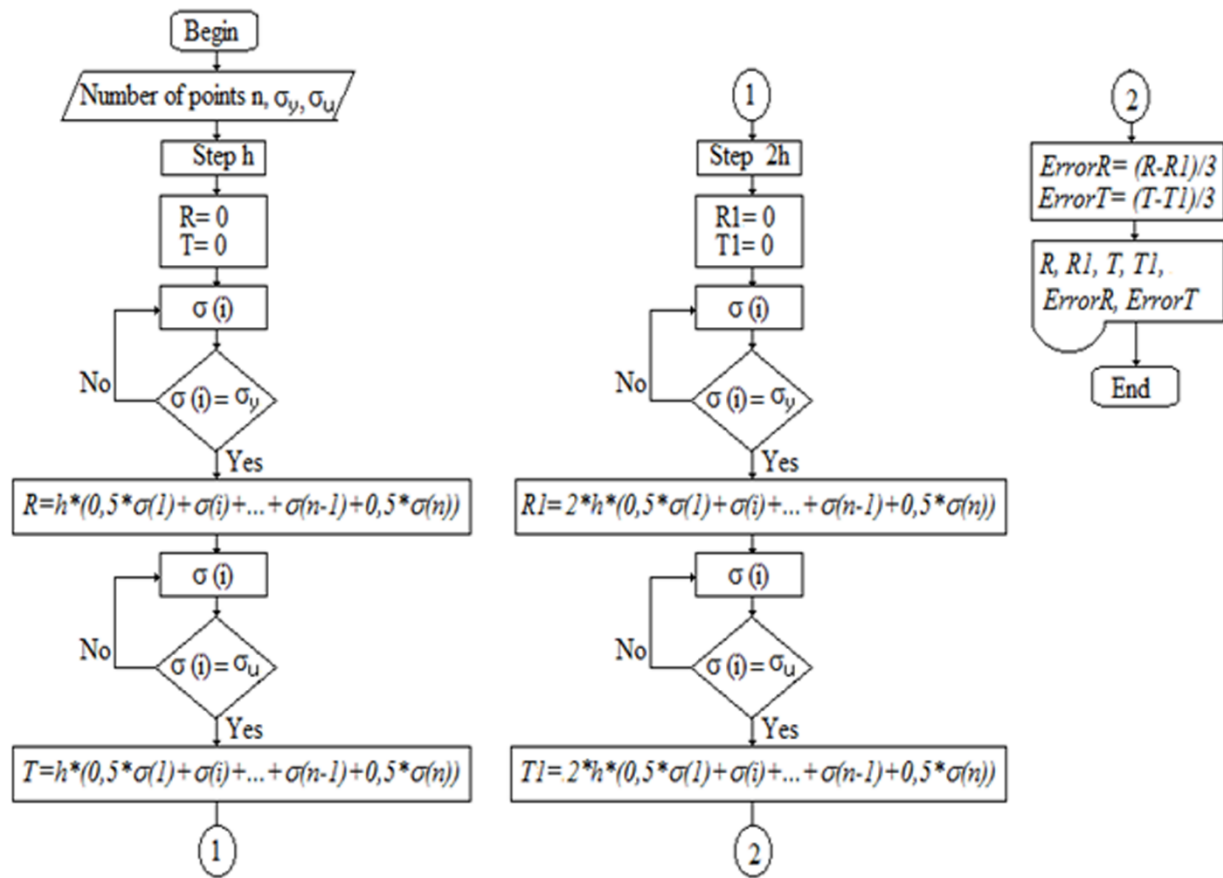 Begin
Number of points n, σy, σu
Step h
R= 0
T= 0
σ (i)
σ (i) = σy
No
Yes
R=h*(0,5*σ(1)+σ(i)+...+σ(n-1)+0,5*σ(n))
σ (i)
σ (i) = σu
No
Yes
T=h*(0,5*σ(1)+σ(i)+...+σ(n-1)+0,5*σ(n))
1
1
Step 2h
R1= 0
T1= 0
σ (i)
σ (i) = σy
No
Yes
R1=2*h*(0,5*σ(1)+σ(i)+...+σ(n-1)+0,5*σ(n))
σ (i)
σ (i) = σu
No
Yes
T1=2*h*(0,5*σ(1)+σ(i)+...+σ(n-1)+0,5*σ(n))
2
2
ErrorR= (R-R1)/3
ErrorT= (T-T1)/3
R, R1, T, T1,
ErrorR, ErrorT
End